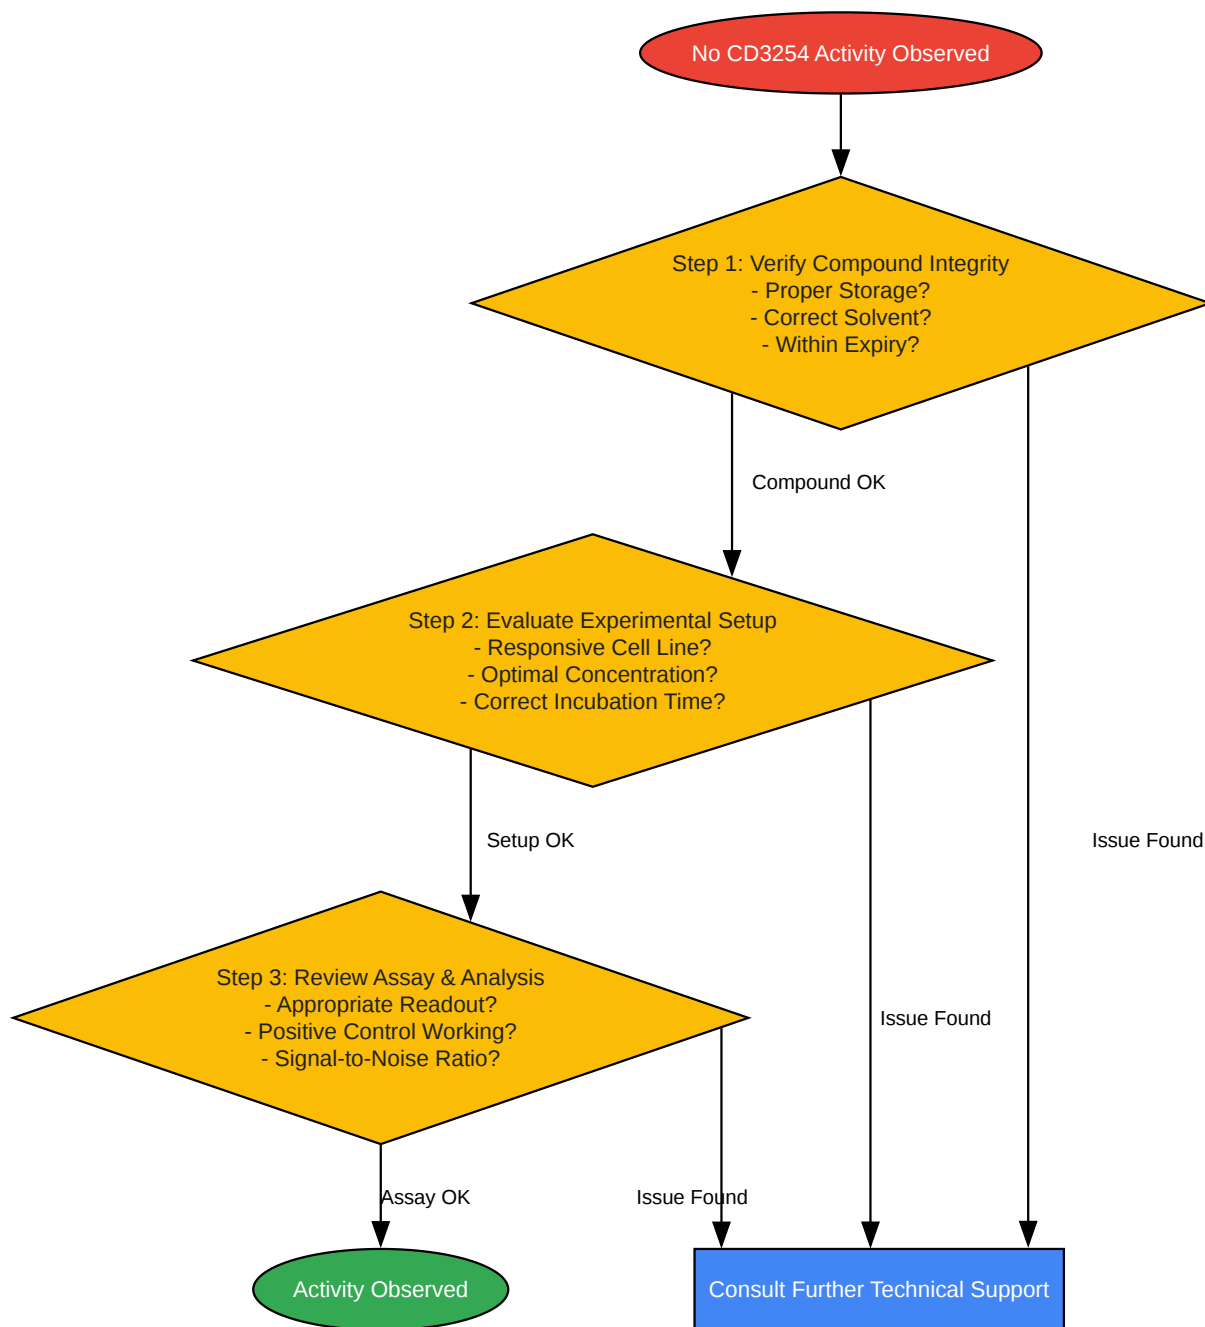 No CD3254 Activity Observed
Step 1: Verify Compound Integrity
- Proper Storage?
- Correct Solvent?
- Within Expiry?
Compound OK
Step 2: Evaluate Experimental Setup
- Responsive Cell Line?
- Optimal Concentration?
- Correct Incubation Time?
Setup OK
Issue Found
Step 3: Review Assay & Analysis
- Appropriate Readout?
- Positive Control Working?
- Signal-to-Noise Ratio?
Issue Found
Assay OK
Issue Found
Activity Observed
Consult Further Technical Support